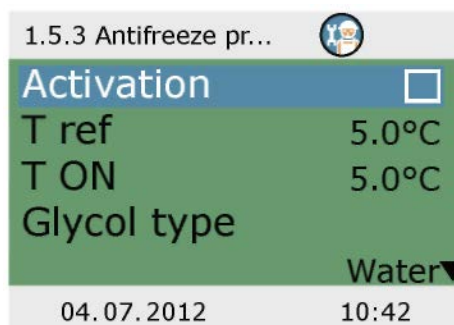 1.5.3 Antifreeze pr...
Activation
T ref 5.0°C
T ON 5.0°C
Glycol type
Water
04.07.2012 10:42